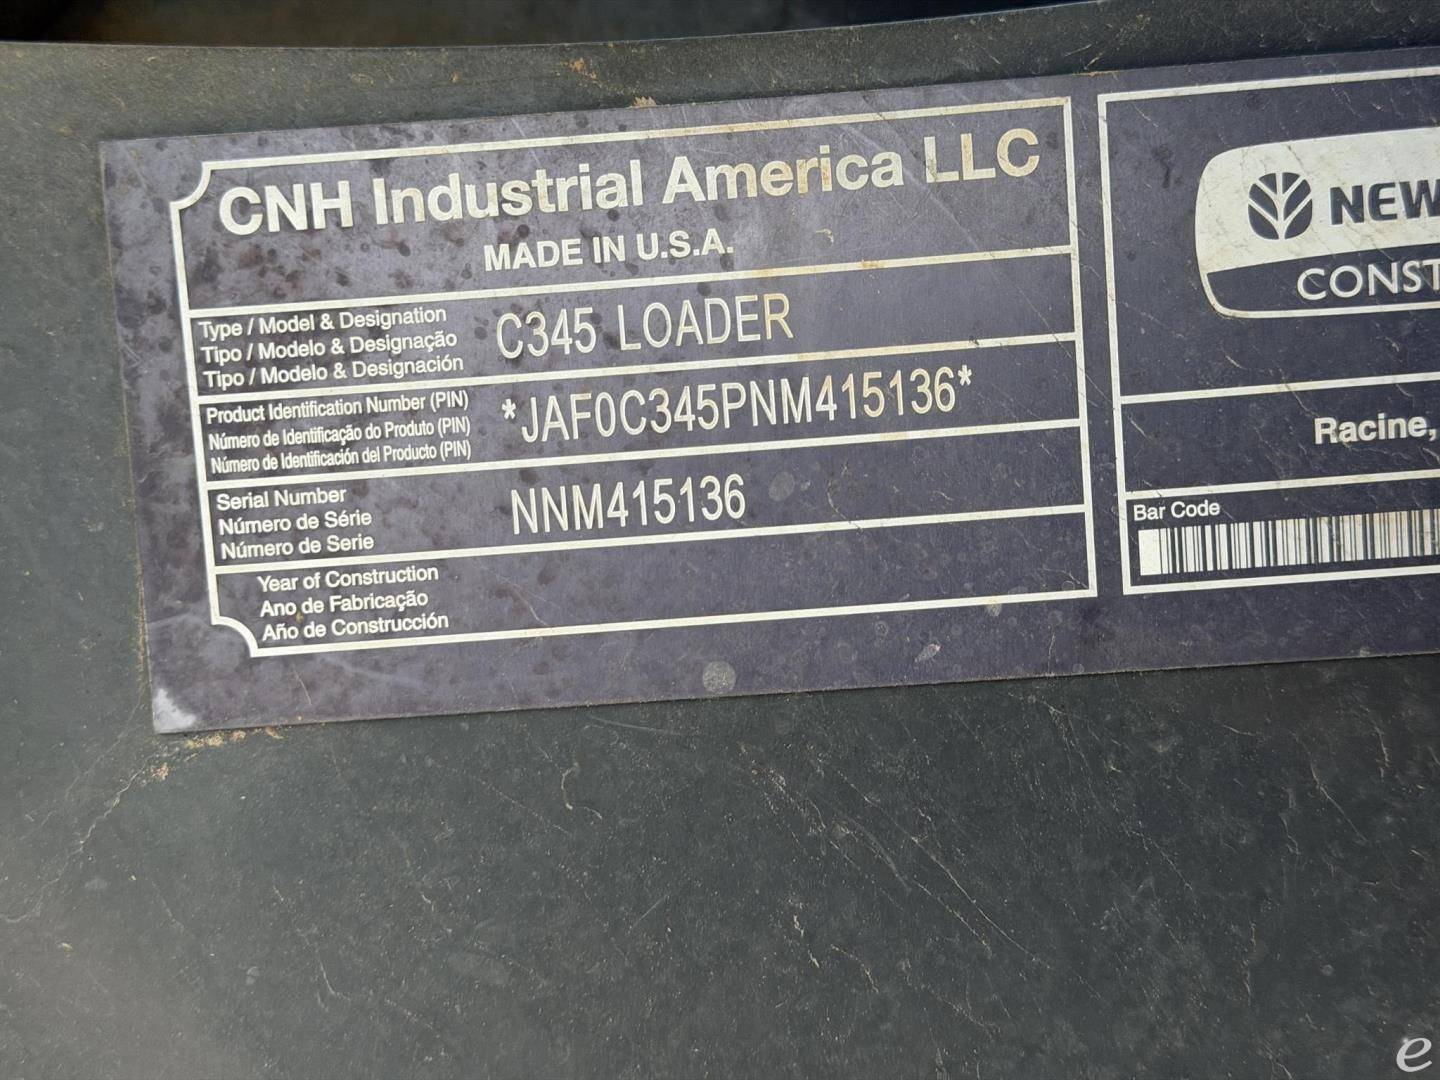 CNH Industrial America LLC
MADE IN U.S.A.
Type / Model & Designation
Tipo / Modelo & Designação
Tipo / Modelo & Designación
C345 LOADER
Product Identification Number (PIN)
Número de Identificação do Produto (PIN)
Número de Identificación del Producto (PIN)
*JAF0C345PNM415136*
Serial Number
Número de Série
Número de Serie
NNM415136
Year of Construction
Ano de Fabricação
Año de Construcción
NEW
CONST
Racine,
Bar Code
e